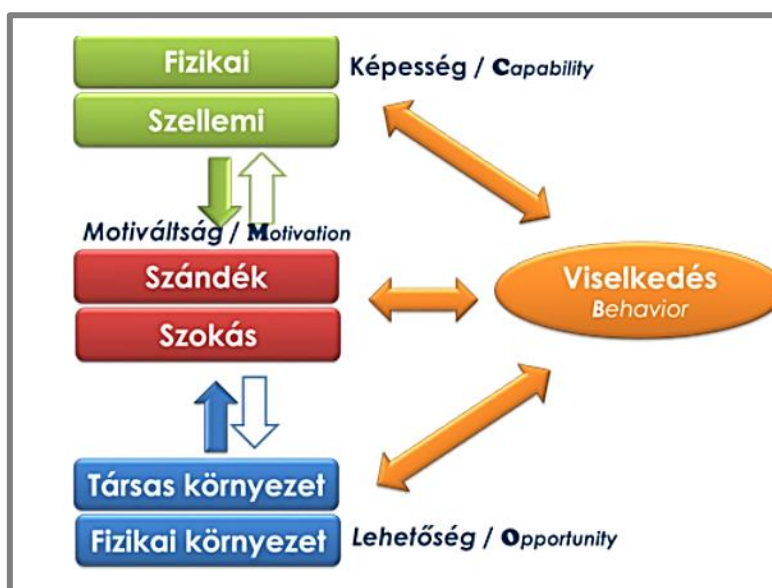 Fizikai
Képesség / Capability
Szellemi
Motiváltság / Motivation
Szándék
Szokás
Viselkedés
Behavior
Társas környezet
Fizikai környezet
Lehetőség / Opportunity